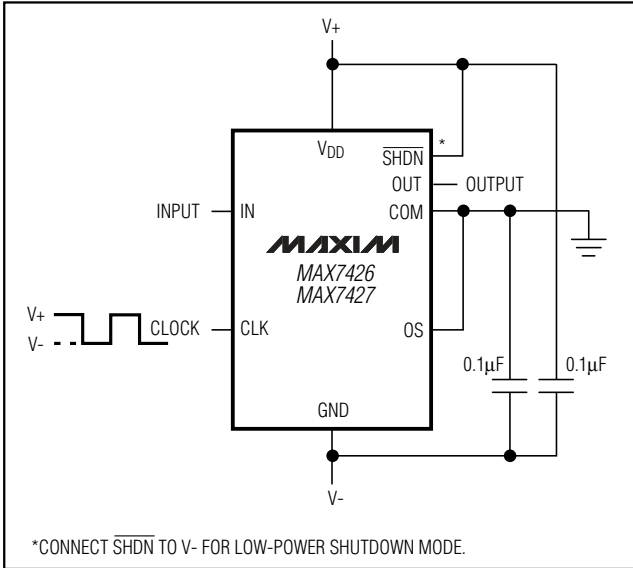 V+
VDD
SHDN
*
OUT
OUTPUT
INPUT
IN
COM
MAXIM
MAX7426
MAX7427
V+
V-
CLOCK
CLK
OS
0.1µF
0.1µF
GND
V-
*CONNECT SHDN TO V- FOR LOW-POWER SHUTDOWN MODE.